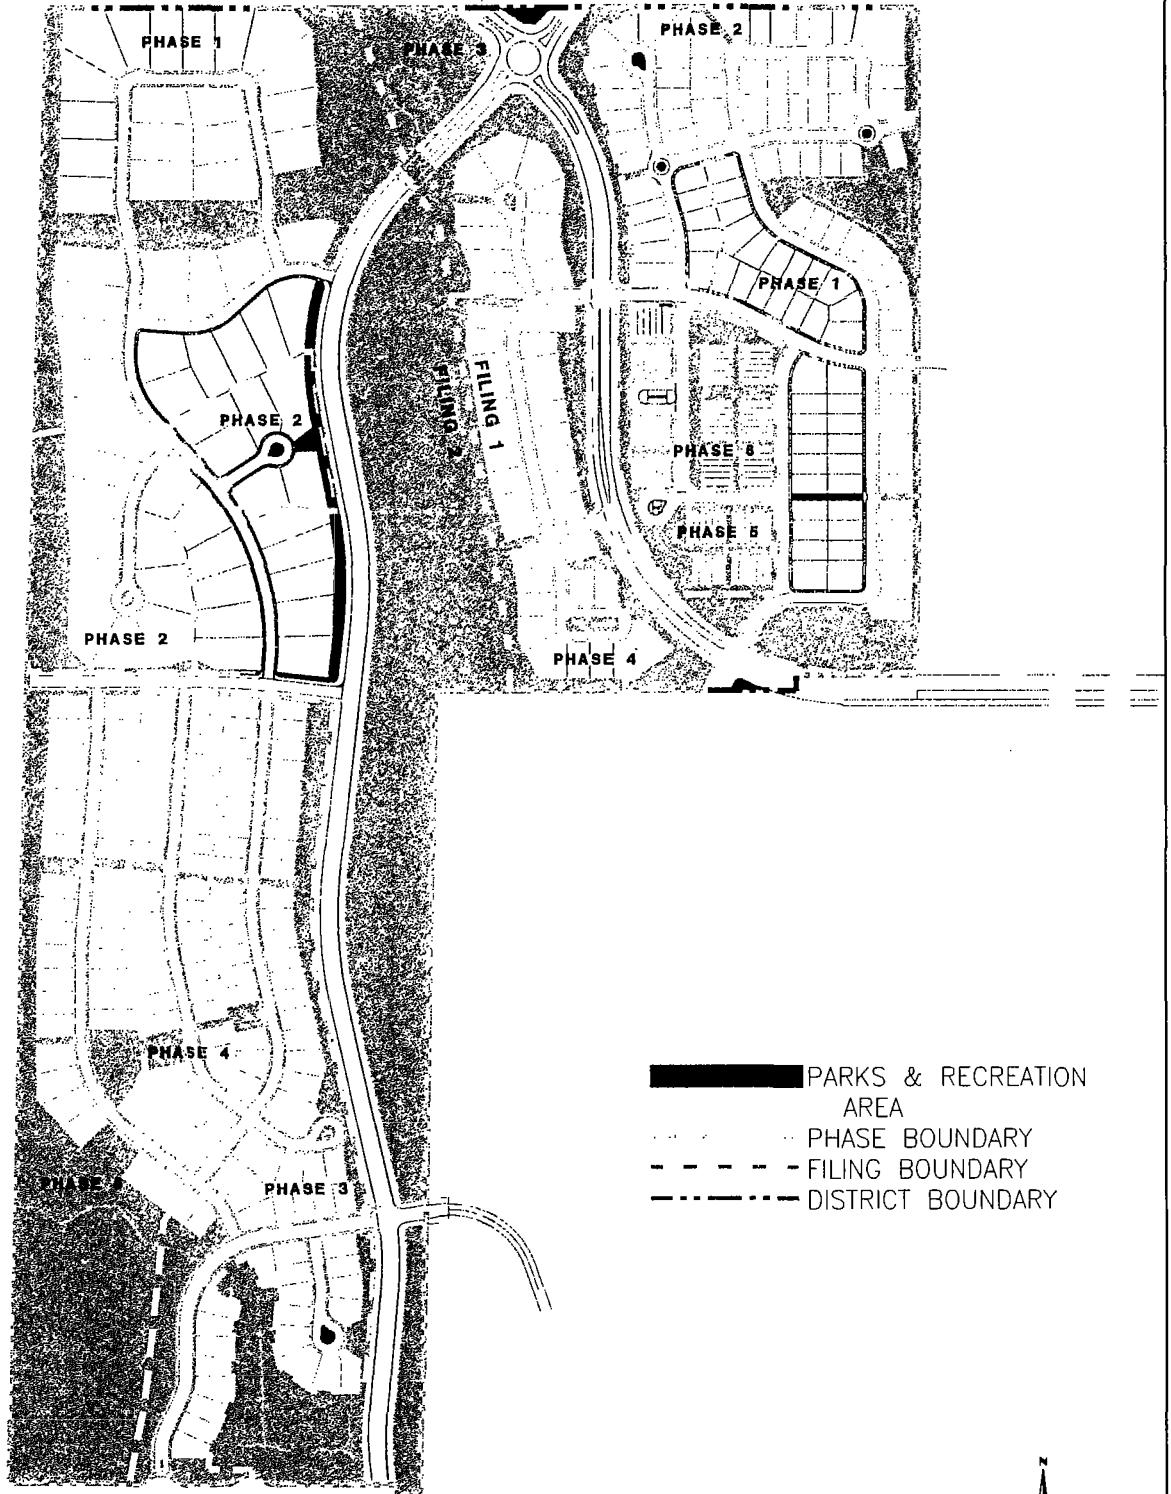 PHASE 1
PHASE 3
PHASE 2
PHASE 1
FILING 1
FILING 2
PHASE 2
PHASE 6
PHASE 5
PHASE 2
PHASE 4
PHASE 4
PHASE 3
PARKS & RECREATION
AREA
PHASE BOUNDARY
FILING BOUNDARY
DISTRICT BOUNDARY
N